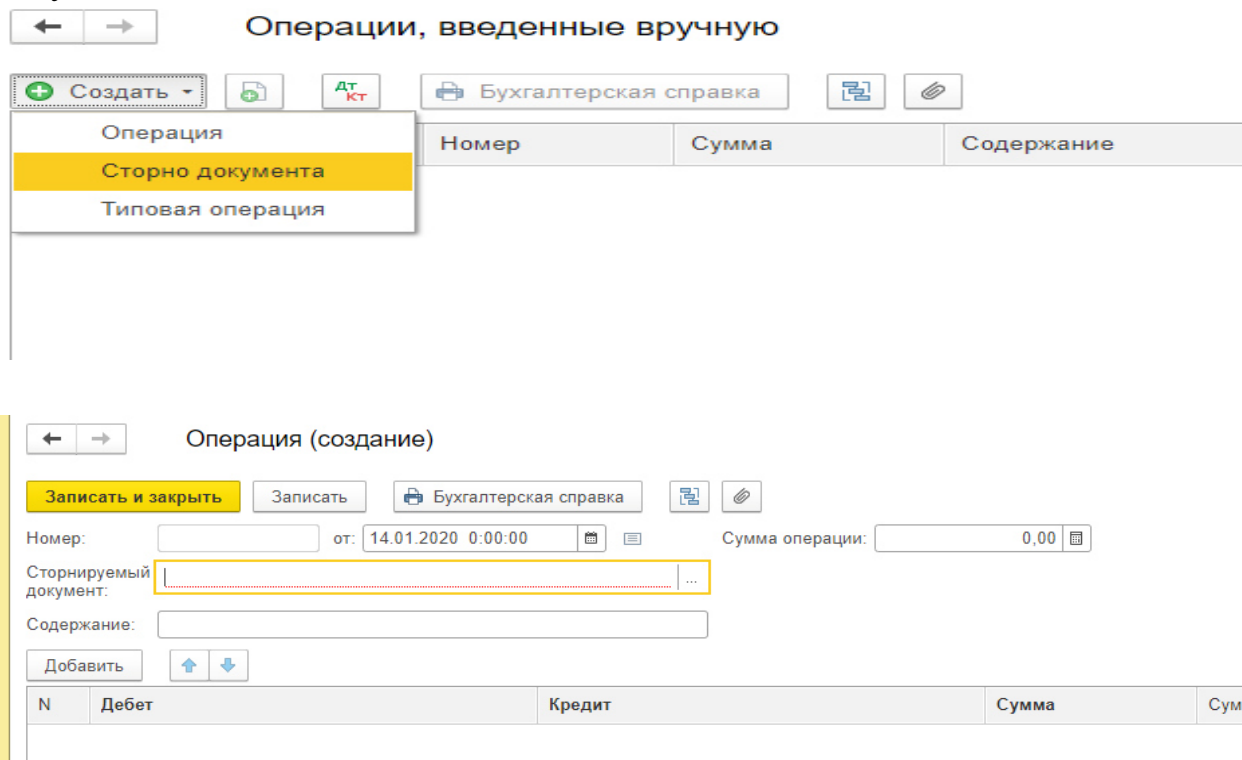 Операции, введенные вручную
Создать
Дт Кт
Бухгалтерская справка
Операция
Номер
Сумма
Содержание
Сторно документа
Типовая операция
Операция (создание)
Записать и закрыть
Записать
Бухгалтерская справка
Номер:
от: 14.01.2020 0:00:00
Сумма операции: 0,00
Сторнируемый
документ:
...
Содержание:
Добавить
N Дебет Кредит Сумма Сум